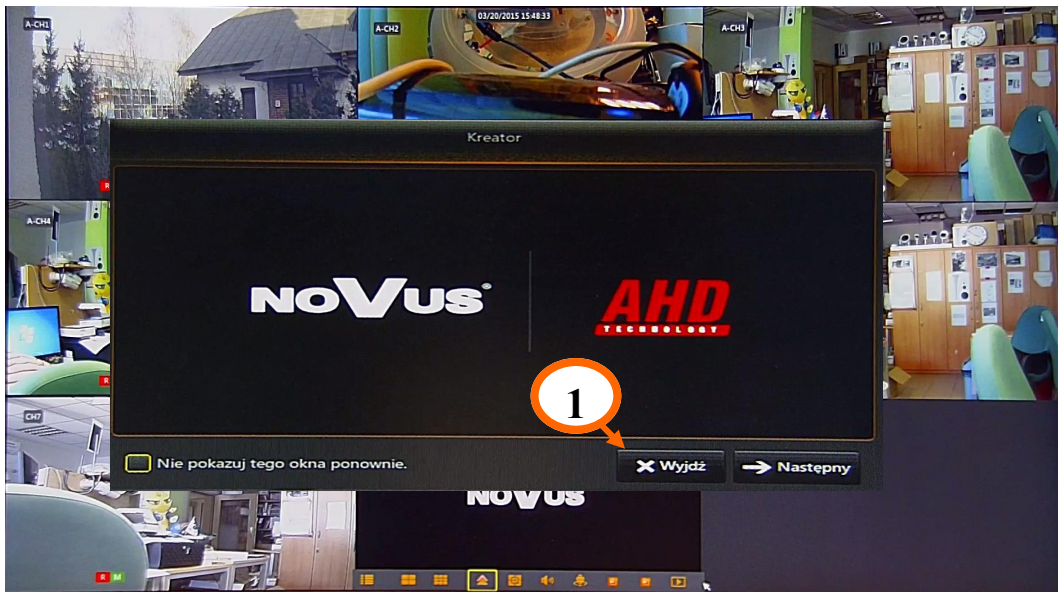 A-CH1
A-CH2
03/20/2015 15:48:33
A-CH3
R
Kreator
A-CH4
NOVUS
AHD
TECHNOLOGY
R
1
CH7
Nie pokazuj tego okna ponownie.
Wyjdź
Następny
NOVUS
R M